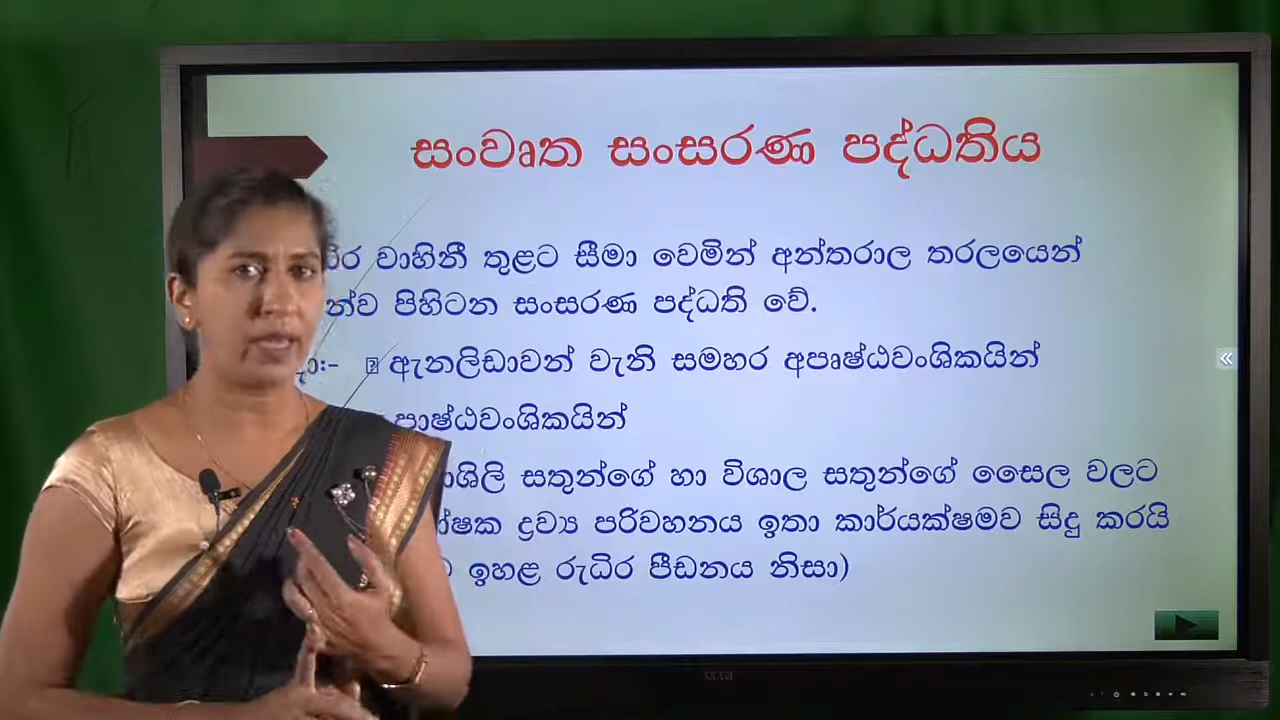 සංවෘත සංසරණ පද්ධතිය
වාහිනී තුළට සීමා වෙමින් අන්තරාල තරලයෙන්
පිහිටන සංසරණ පද්ධති වේ.
ඇනලිඩාවන් වැනි සමහර අපෘෂ්ඨවංශිකයින්
පෘෂ්ඨවංශිකයින්
සතුන්ගේ හා විශාල සතුන්ගේ සෛල වලට
ද්‍රව්‍ය පරිවහනය ඉතා කාර්යක්ෂමව සිදු කරයි
ඉහළ රුධිර පීඩනය නිසා)